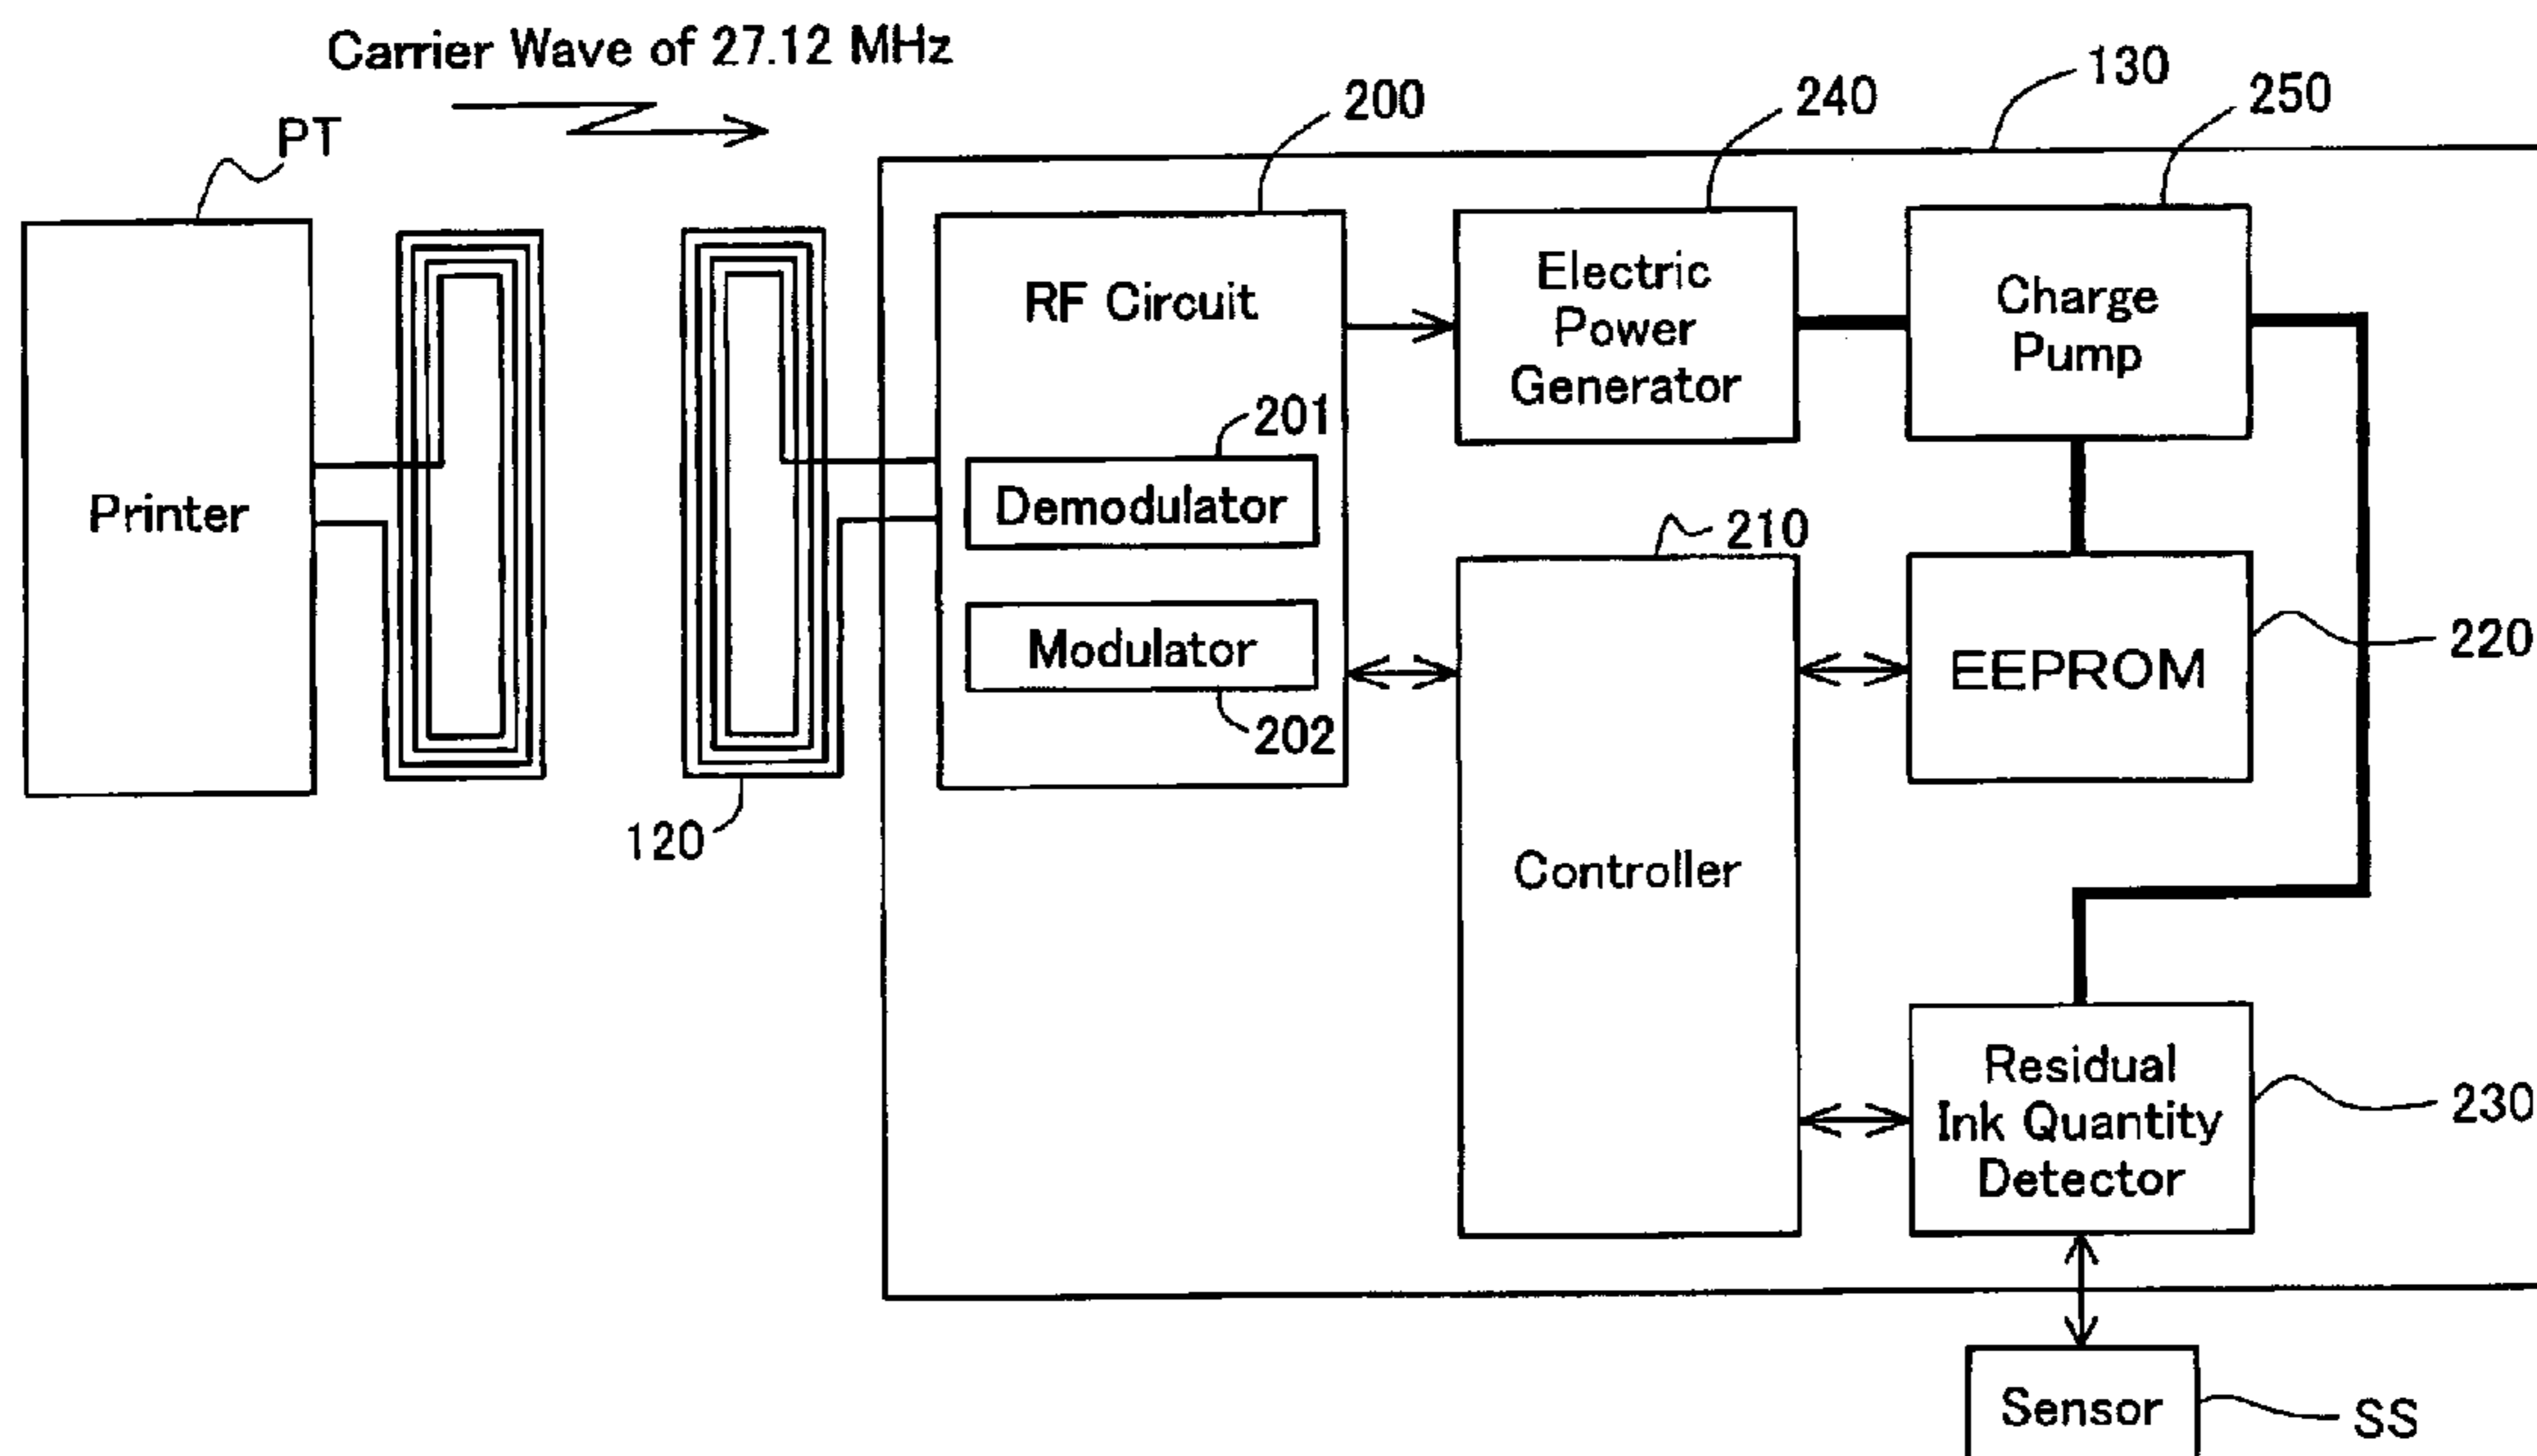 Carrier Wave of 27.12 MHz
PT
200
240
130
250
Printer
RF Circuit
201
Demodulator
Modulator
202
120
Electric
Power
Generator
Charge
Pump
210
Controller
EEPROM
220
Residual
Ink Quantity
Detector
230
Sensor
SS